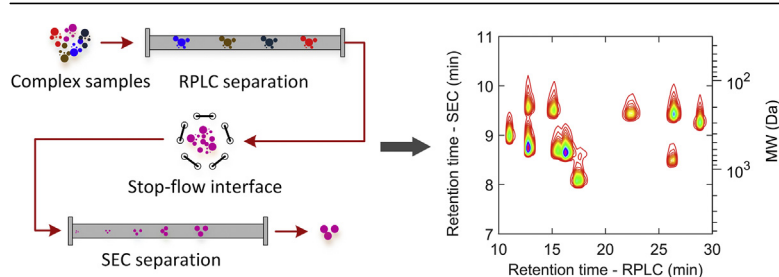 Complex samples
RPLC separation
Stop-flow interface
SEC separation
Retention time - SEC (min)
11
10
9
8
7
10
15
20
25
30
Retention time - RPLC (min)
10²
10³
MW (Da)